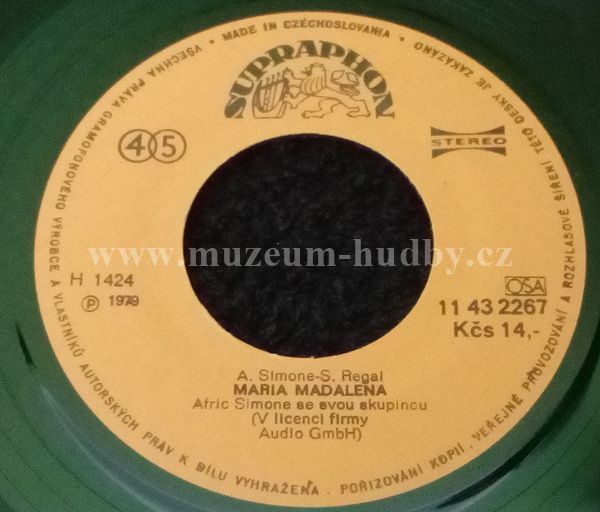 VŠECHNA PRÁVA GRAMOFONOVÉHO VÝROBCE A VLASTNÍKŮ AUTORSKÝCH PRÁV K DÍLU VYHRAŽENA. POŘIZOVÁNÍ KOPIÍ, VEŘEJNÉ PROVOZOVÁNÍ A ROZHLASOVÉ ŠÍŘENÍ TÉTO DESKY JE ZAKÁZÁNO • MADE IN CZECHOSLOVAKIA •
SUPRAPHON
45
STEREO
www.muzeum-hudby.cz
H 1424
Ⓟ 1979
OSA
11 43 2267
Kčs 14,-
A. Simone-S. Regal
MARIA MADALENA
Afric Simone se svou skupinou
(V licenci firmy
Audio GmbH)